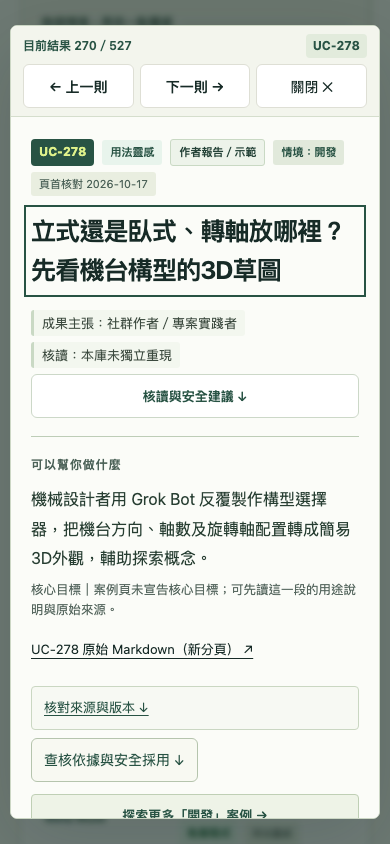 目前結果 270 / 527
UC-278
← 上一則
下一則 →
關閉 ✕
UC-278
用法靈感
作者報告 / 示範
情境：開發
頁首核對 2026-10-17
立式還是臥式、轉軸放哪裡？
先看機台構型的3D草圖
成果主張：社群作者 / 專案實踐者
核讀：本庫未獨立重現
核讀與安全建議 ↓
可以幫你做什麼
機械設計者用 Grok Bot 反覆製作構型選擇
器，把機台方向、軸數及旋轉軸配置轉成簡易
3D外觀，輔助探索概念。
核心目標｜案例頁未宣告核心目標；可先讀這一段的用途說
明與原始來源。
UC-278 原始 Markdown（新分頁） ↗
核對來源與版本 ↓
查核依據與安全採用 ↓
探索更多「開發」案例 →